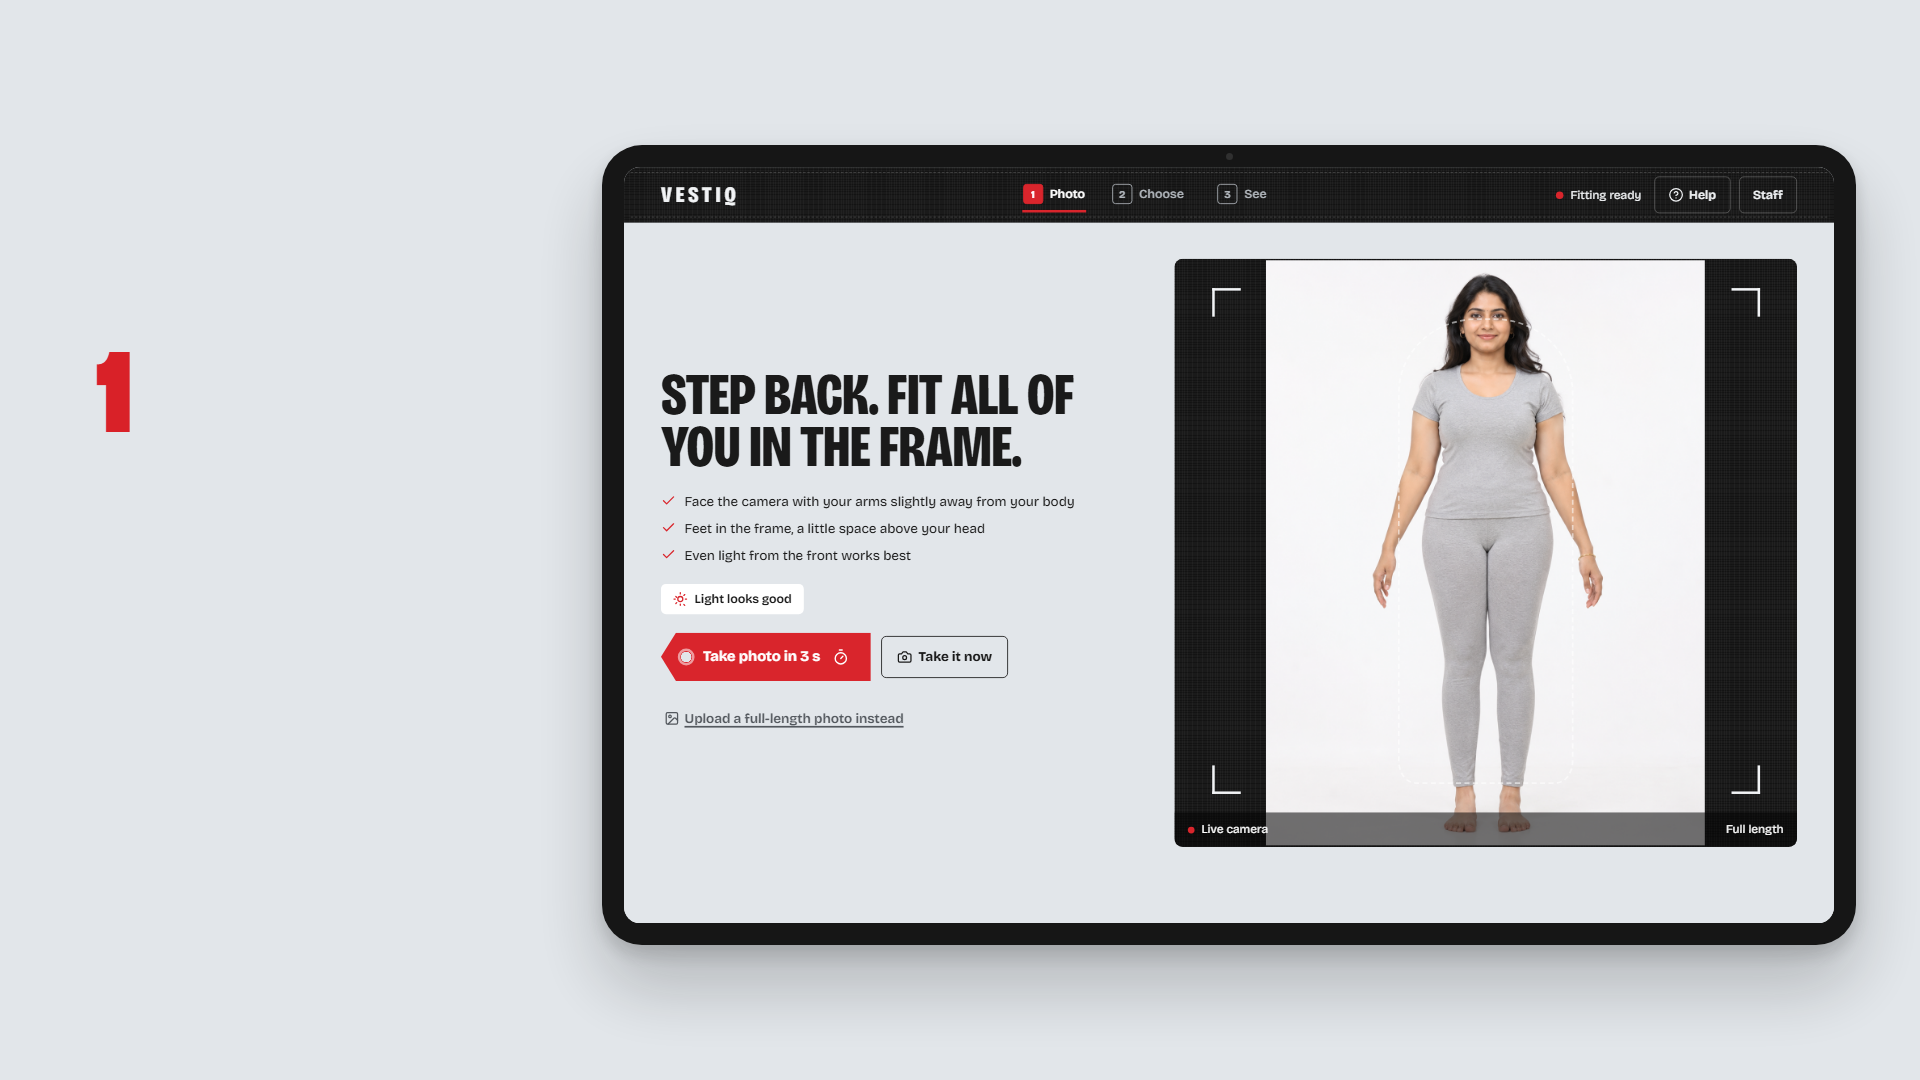 1
VESTIQ
1 Photo
2 Choose
3 See
Fitting ready
Help
Staff
STEP BACK. FIT ALL OF
YOU IN THE FRAME.
Face the camera with your arms slightly away from your body
Feet in the frame, a little space above your head
Even light from the front works best
Light looks good
Take photo in 3 s
Take it now
Upload a full-length photo instead
Live camera
Full length